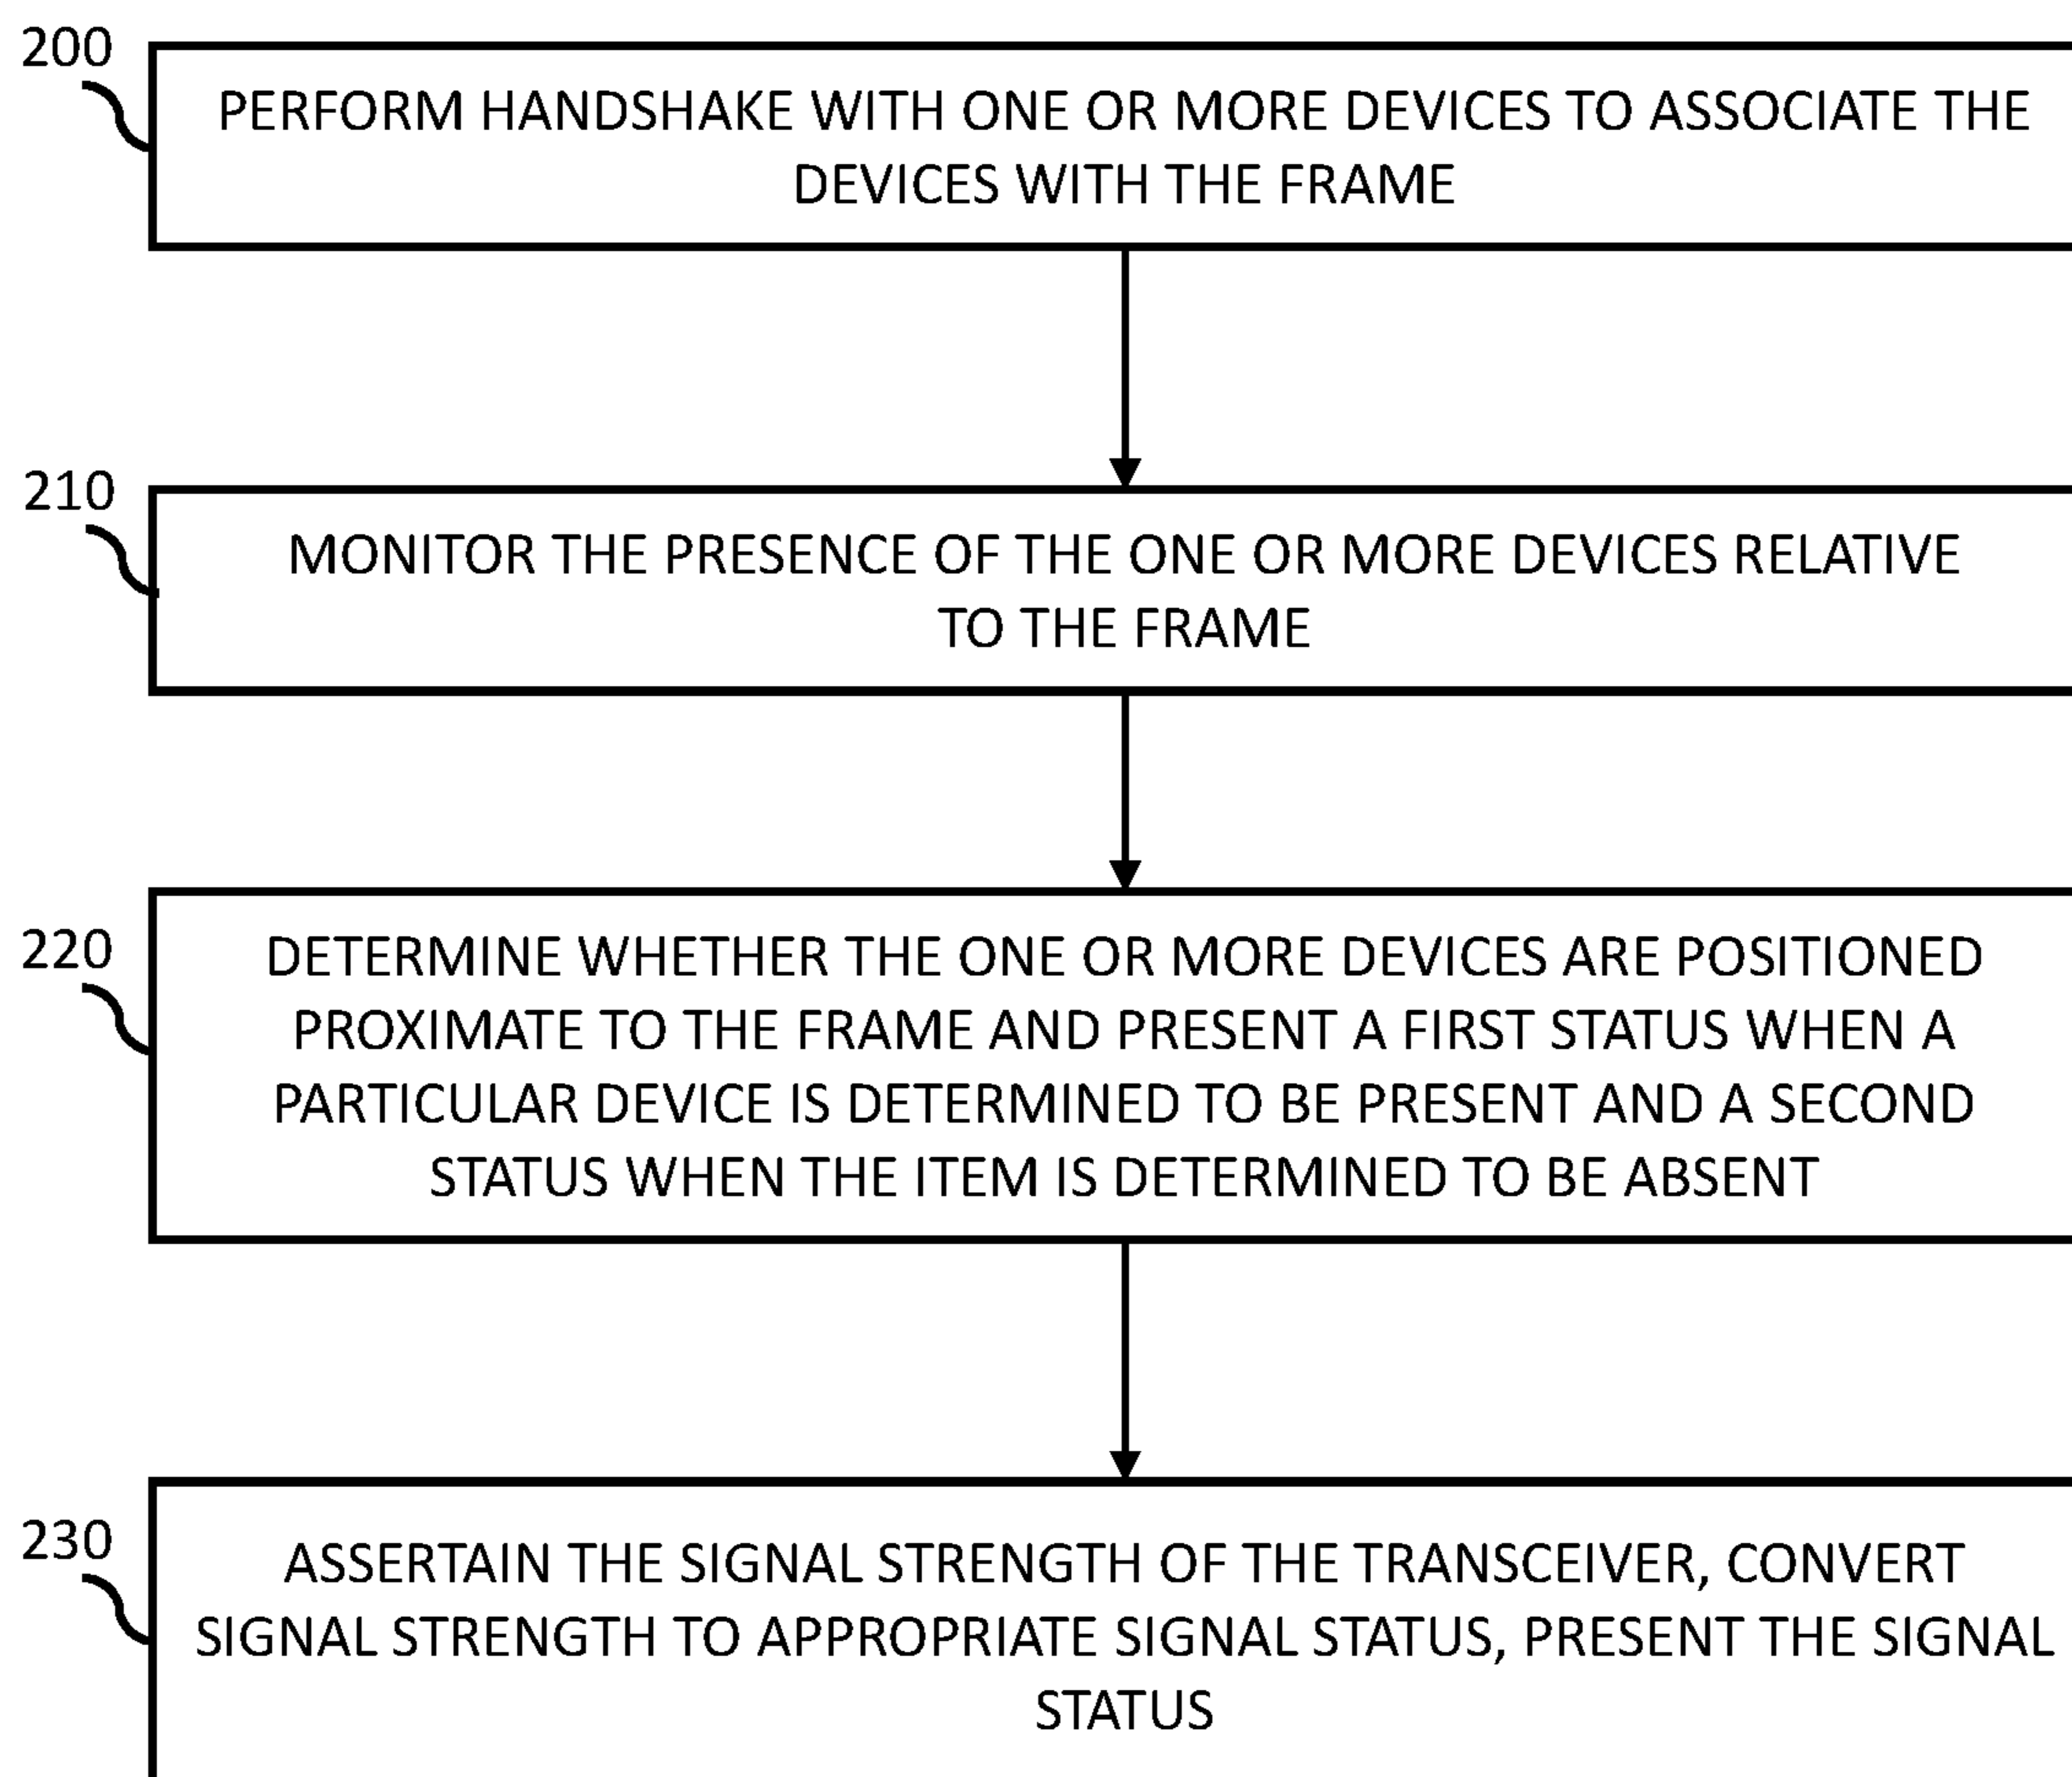 200
PERFORM HANDSHAKE WITH ONE OR MORE DEVICES TO ASSOCIATE THE
DEVICES WITH THE FRAME
210
MONITOR THE PRESENCE OF THE ONE OR MORE DEVICES RELATIVE
TO THE FRAME
220
DETERMINE WHETHER THE ONE OR MORE DEVICES ARE POSITIONED
PROXIMATE TO THE FRAME AND PRESENT A FIRST STATUS WHEN A
PARTICULAR DEVICE IS DETERMINED TO BE PRESENT AND A SECOND
STATUS WHEN THE ITEM IS DETERMINED TO BE ABSENT
230
ASSERTAIN THE SIGNAL STRENGTH OF THE TRANSCEIVER, CONVERT
SIGNAL STRENGTH TO APPROPRIATE SIGNAL STATUS, PRESENT THE SIGNAL
STATUS